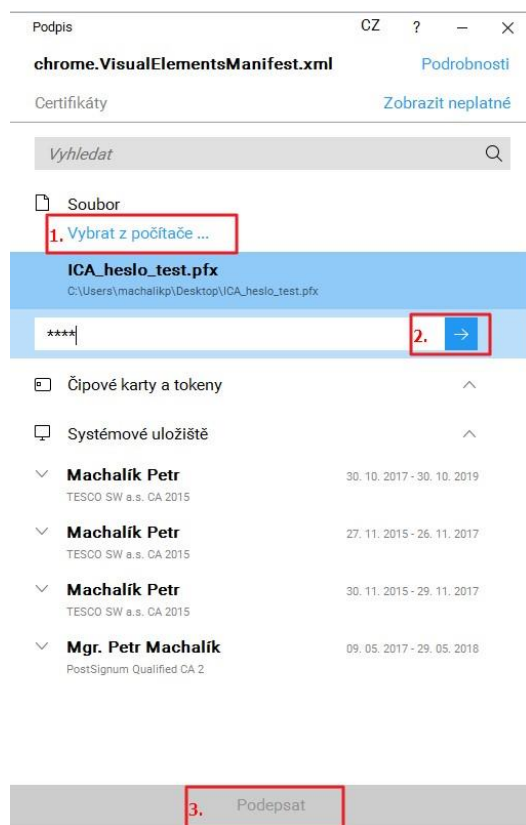 Podpis CZ ?
chrome.VisualElementsManifest.xml Podrobnosti
Certifikáty Zobrazit neplatné
Vyhledat
Soubor
1. Vybrat z počítače ...
ICA_heslo_test.pfx
C:\Users\machalikp\Desktop\ICA_heslo_test.pfx
**** 2.
Čipové karty a tokeny
Systémové uložiště
Machalík Petr 30. 10. 2017 - 30. 10. 2019
TESCO SW a.s. CA 2015
Machalík Petr 27. 11. 2015 - 26. 11. 2017
TESCO SW a.s. CA 2015
Machalík Petr 30. 11. 2015 - 29. 11. 2017
TESCO SW a.s. CA 2015
Mgr. Petr Machalík 09. 05. 2017 - 29. 05. 2018
PostSignum Qualified CA 2
3. Podepsat